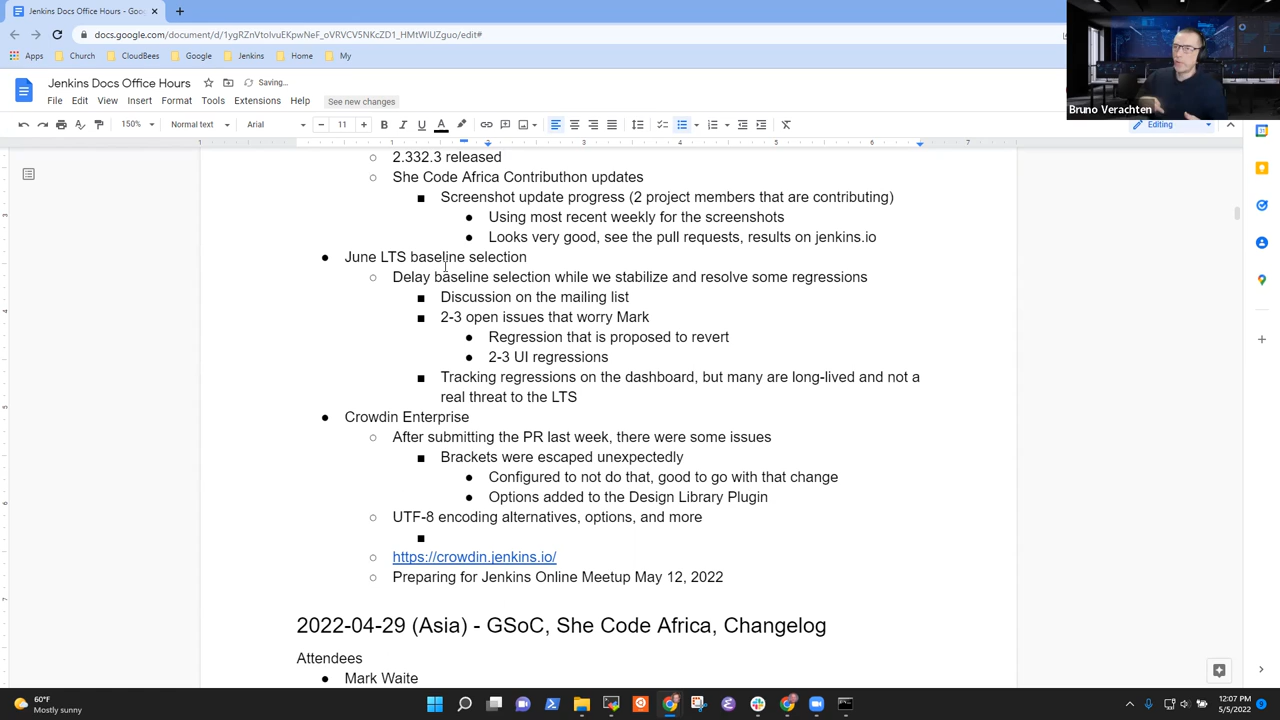 Jenkins Docs Office Hours - Goo
docs.google.com/document/d/1ygRZnVtoIvuEKpwNeF_oVRVCV5NKcZD1_HMtWIUZguo/edit#
Apps Church CloudBees Google Jenkins Home My
Bruno Verachten
Jenkins Docs Office Hours Saving...
File Edit View Insert Format Tools Extensions Help See new changes
150% Normal text Arial 11 Editing
2.332.3 released
She Code Africa Contributhon updates
Screenshot update progress (2 project members that are contributing)
Using most recent weekly for the screenshots
Looks very good, see the pull requests, results on jenkins.io
June LTS baseline selection
Delay baseline selection while we stabilize and resolve some regressions
Discussion on the mailing list
2-3 open issues that worry Mark
Regression that is proposed to revert
2-3 UI regressions
Tracking regressions on the dashboard, but many are long-lived and not a
real threat to the LTS
Crowdin Enterprise
After submitting the PR last week, there were some issues
Brackets were escaped unexpectedly
Configured to not do that, good to go with that change
Options added to the Design Library Plugin
UTF-8 encoding alternatives, options, and more
https://crowdin.jenkins.io/
Preparing for Jenkins Online Meetup May 12, 2022
2022-04-29 (Asia) - GSoC, She Code Africa, Changelog
Attendees
Mark Waite
60°F
Mostly sunny
12:07 PM
5/5/2022